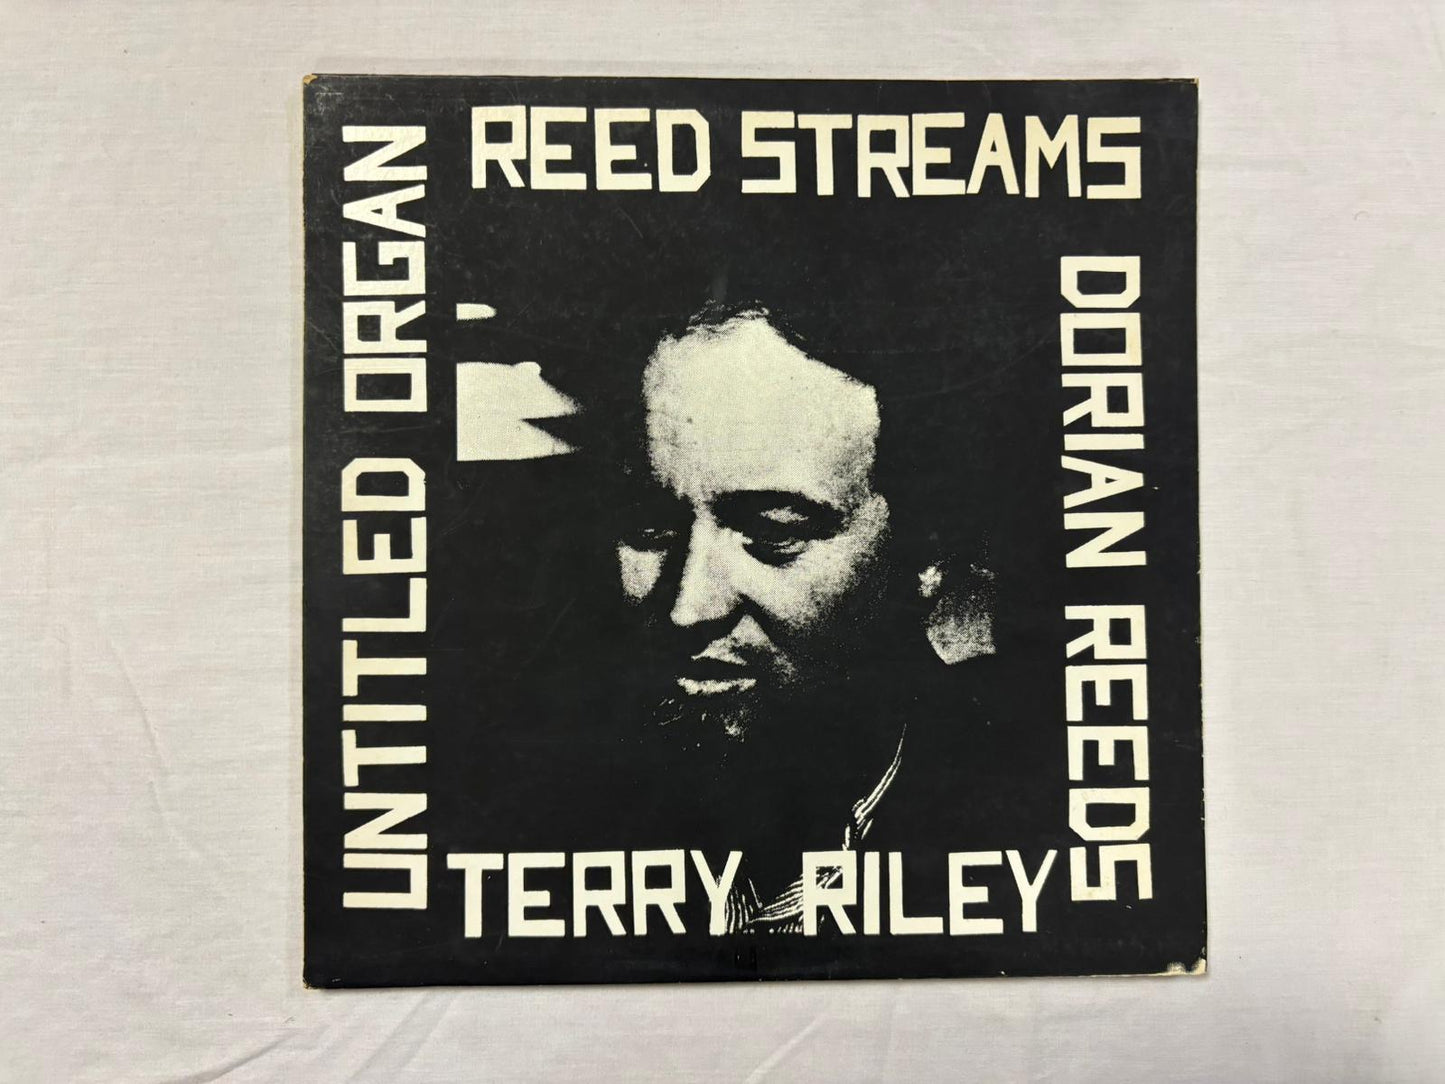 REED STREAMS
UNTITLED ORGAN
DORIAN REEDS
TERRY RILEY